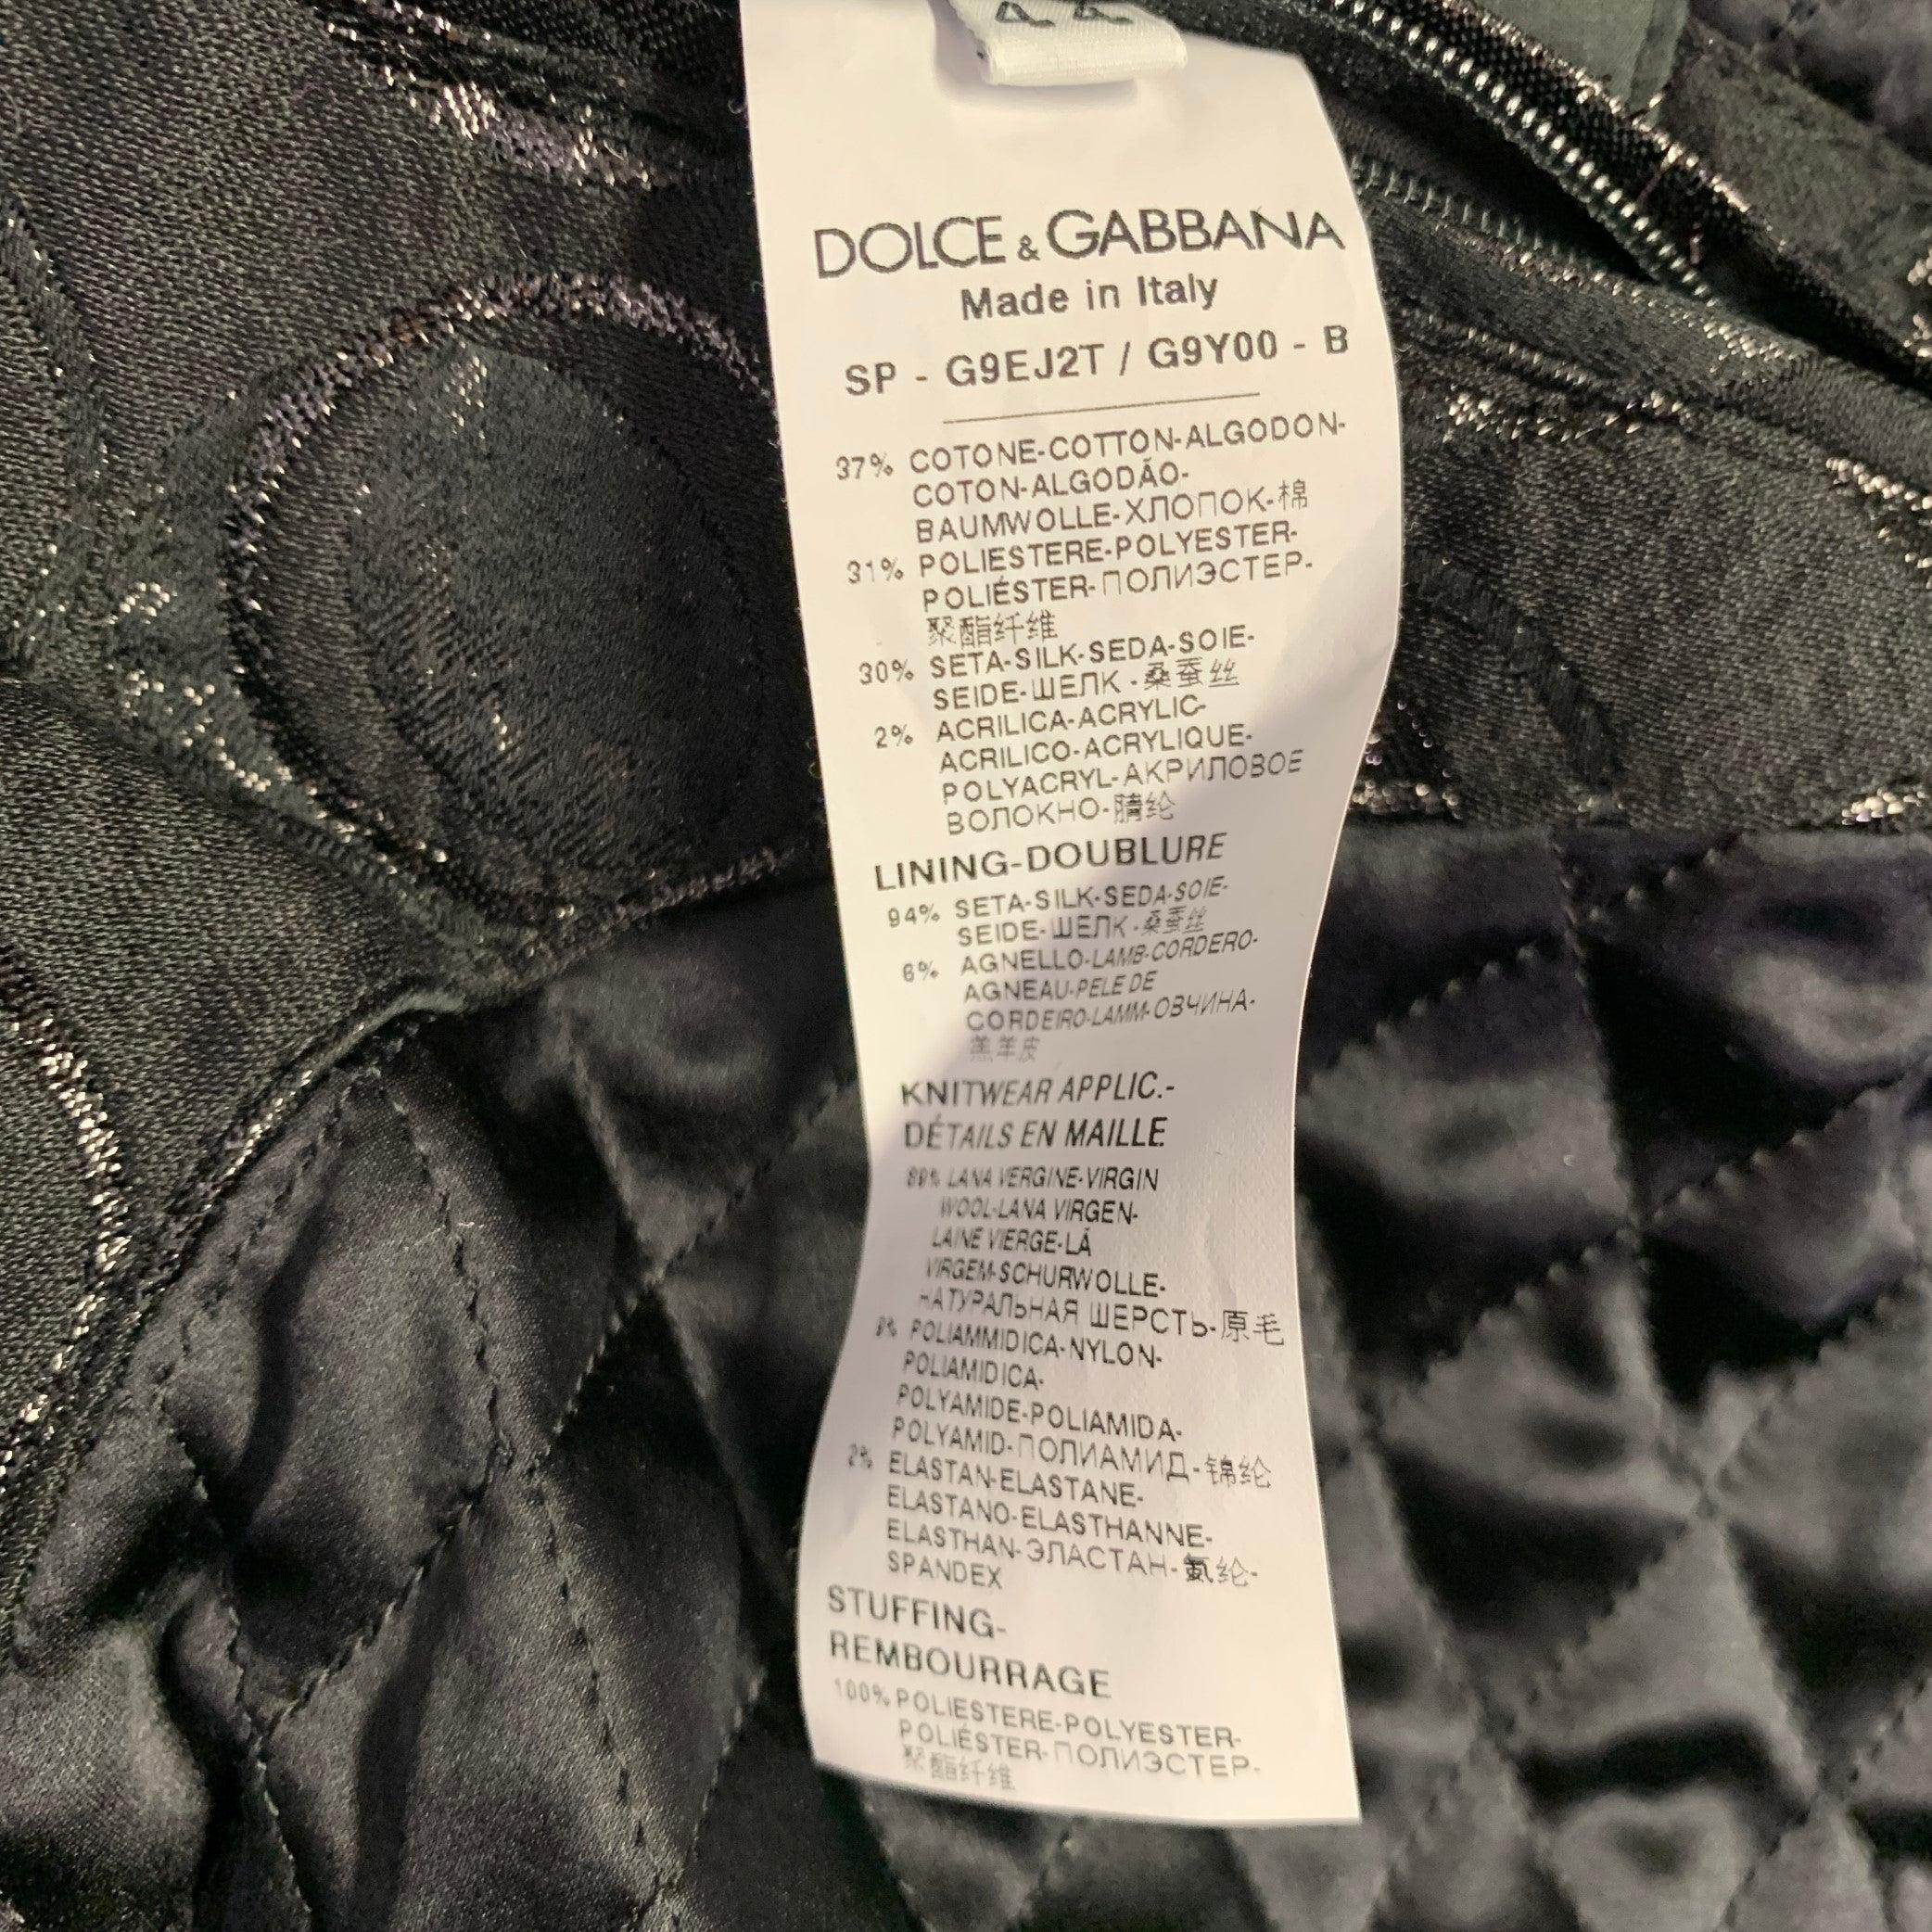 44
DOLCE & GABBANA
Made in Italy
SP - G9EJ2T / G9Y00 - B
37% COTONE-COTTON-ALGODON-
COTON-ALGODÃO-
BAUMWOLLE-ХЛОПОК-棉
31% POLIESTERE-POLYESTER-
POLIÉSTER-ПОЛИЭСТЕР-
聚酯纤维
30% SETA-SILK-SEDA-SOIE-
SEIDE-ШЕЛК -桑蚕丝
2% ACRILICA-ACRYLIC-
ACRILICO-ACRYLIQUE-
POLYACRYL-АКРИЛОВОЕ
ВОЛОКНО-腈纶
LINING-DOUBLURE
94% SETA-SILK-SEDA-SOIE-
SEIDE-ШЕЛК -桑蚕丝
6% AGNELLO-LAMB-CORDERO-
AGNEAU-PELE DE
CORDEIRO-LAMM-ОВЧИНА-
羔羊皮
KNITWEAR APPLIC.-
DÉTAILS EN MAILLE
89% LANA VERGINE-VIRGIN
WOOL-LANA VIRGEN-
LAINE VIERGE-LÃ
VIRGEM-SCHURWOLLE-
НАТУРАЛЬНАЯ ШЕРСТЬ-原毛
9% POLIAMMIDICA-NYLON-
POLIAMIDICA-
POLYAMIDE-POLIAMIDA-
POLYAMID-ПОЛИАМИД-锦纶
2% ELASTAN-ELASTANE-
ELASTANO-ELASTHANNE-
ELASTHAN-ЭЛАСТАН-氨纶-
SPANDEX
STUFFING-
REMBOURRAGE
100% POLIESTERE-POLYESTER-
POLIÉSTER-ПОЛИЭСТЕР-
聚酯纤维